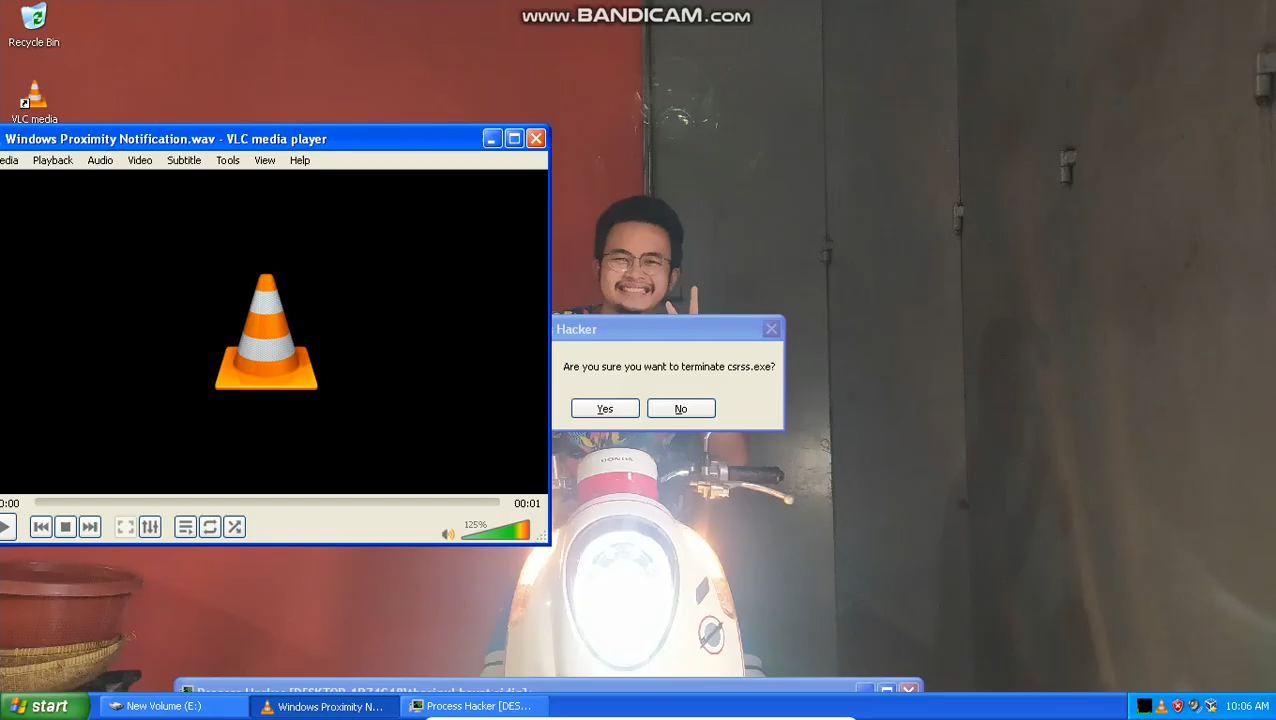 www.BANDICAM.com
Recycle Bin
VLC media
Windows Proximity Notification.wav - VLC media player
edia Playback Audio Video Subtitle Tools View Help
s Hacker
Are you sure you want to terminate csrss.exe?
Yes No
HONDA
0:00 00:01
125%
Process Hacker
start New Volume (E:) Windows Proximity N... Process Hacker [DES... 10:06 AM